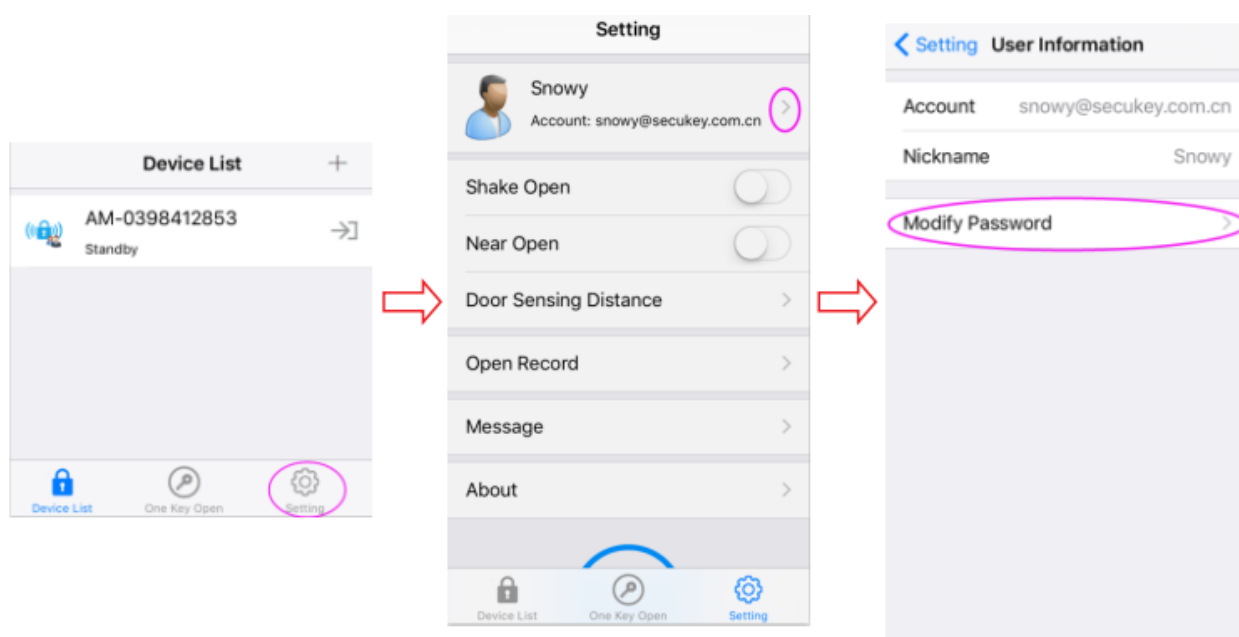 Device List
AM-0398412853
Standby
Device List
One Key Open
Setting
Setting
Snowy
Account: snowy@secukey.com.cn
Shake Open
Near Open
Door Sensing Distance
Open Record
Message
About
Device List
One Key Open
Setting
Setting User Information
Account snowy@secukey.com.cn
Nickname Snowy
Modify Password